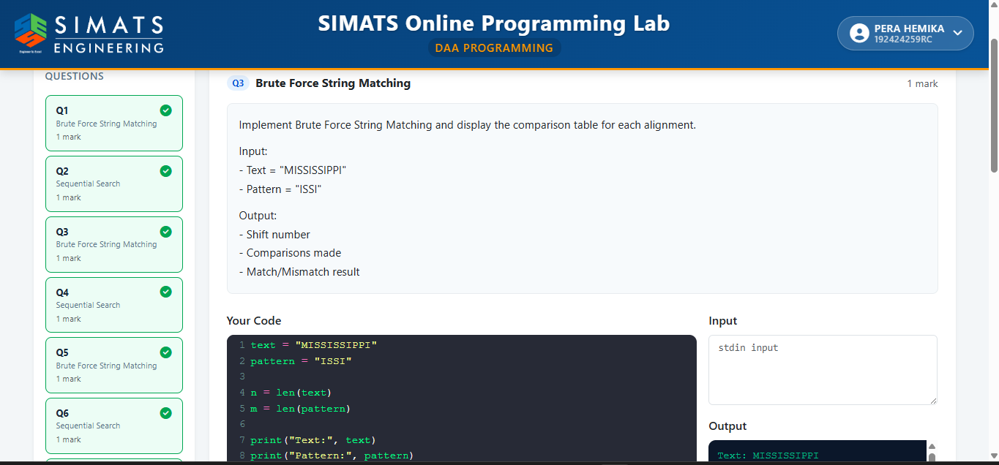 SIMATS
ENGINEERING
Engineer to Excel
SIMATS Online Programming Lab
DAA PROGRAMMING
PERA HEMIKA
192424259RC
QUESTIONS
Q1
Brute Force String Matching
1 mark
Q2
Sequential Search
1 mark
Q3
Brute Force String Matching
1 mark
Q4
Sequential Search
1 mark
Q5
Brute Force String Matching
1 mark
Q6
Sequential Search
1 mark
Q3 Brute Force String Matching 1 mark
Implement Brute Force String Matching and display the comparison table for each alignment.
Input:
- Text = "MISSISSIPPI"
- Pattern = "ISSI"
Output:
- Shift number
- Comparisons made
- Match/Mismatch result
Your Code
1 text = "MISSISSIPPI"
2 pattern = "ISSI"
3
4 n = len(text)
5 m = len(pattern)
6
7 print("Text:", text)
8 print("Pattern:", pattern)
Input
stdin input
Output
Text: MISSISSIPPI